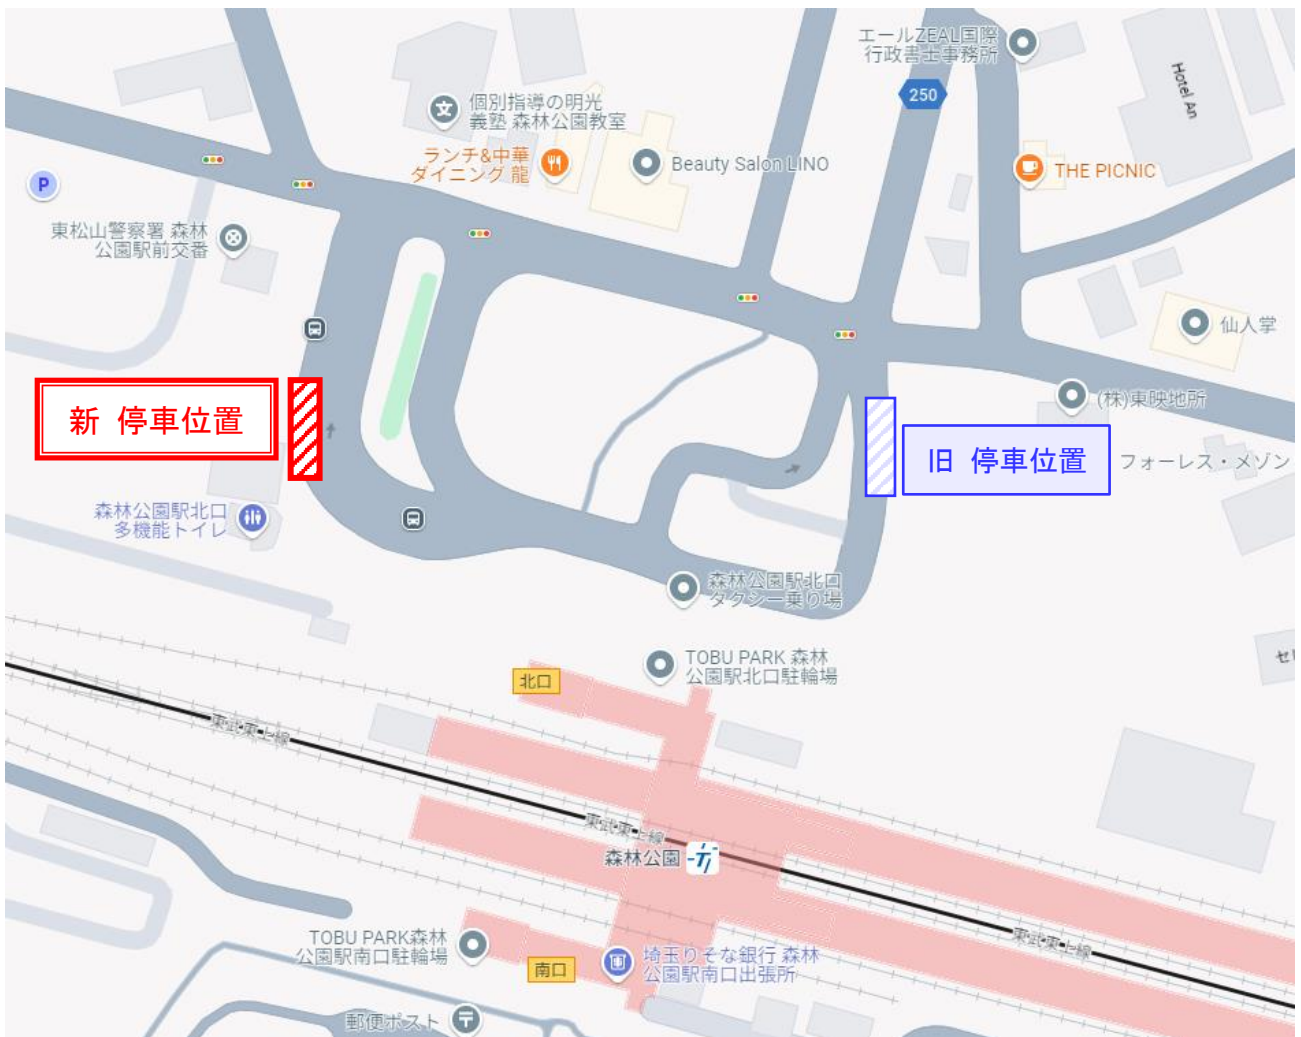 エールZEAL国際
行政書士事務所
Hotel An
250
個別指導の明光
義塾 森林公園教室
ランチ&中華
ダイニング 龍
Beauty Salon LINO
THE PICNIC
P
東松山警察署 森林
公園駅前交番
仙人掌
新 停車位置
(株)東映地所
旧 停車位置
フォーレス・メゾン
森林公園駅北口
多機能トイレ
森林公園駅北口
タクシー乗り場
TOBU PARK 森林
公園駅北口駐輪場
セ
北口
東武東上線
東武東上線
森林公園
東武東上線
TOBU PARK森林
公園駅南口駐輪場
南口
埼玉りそな銀行 森林
公園駅南口出張所
郵便ポスト